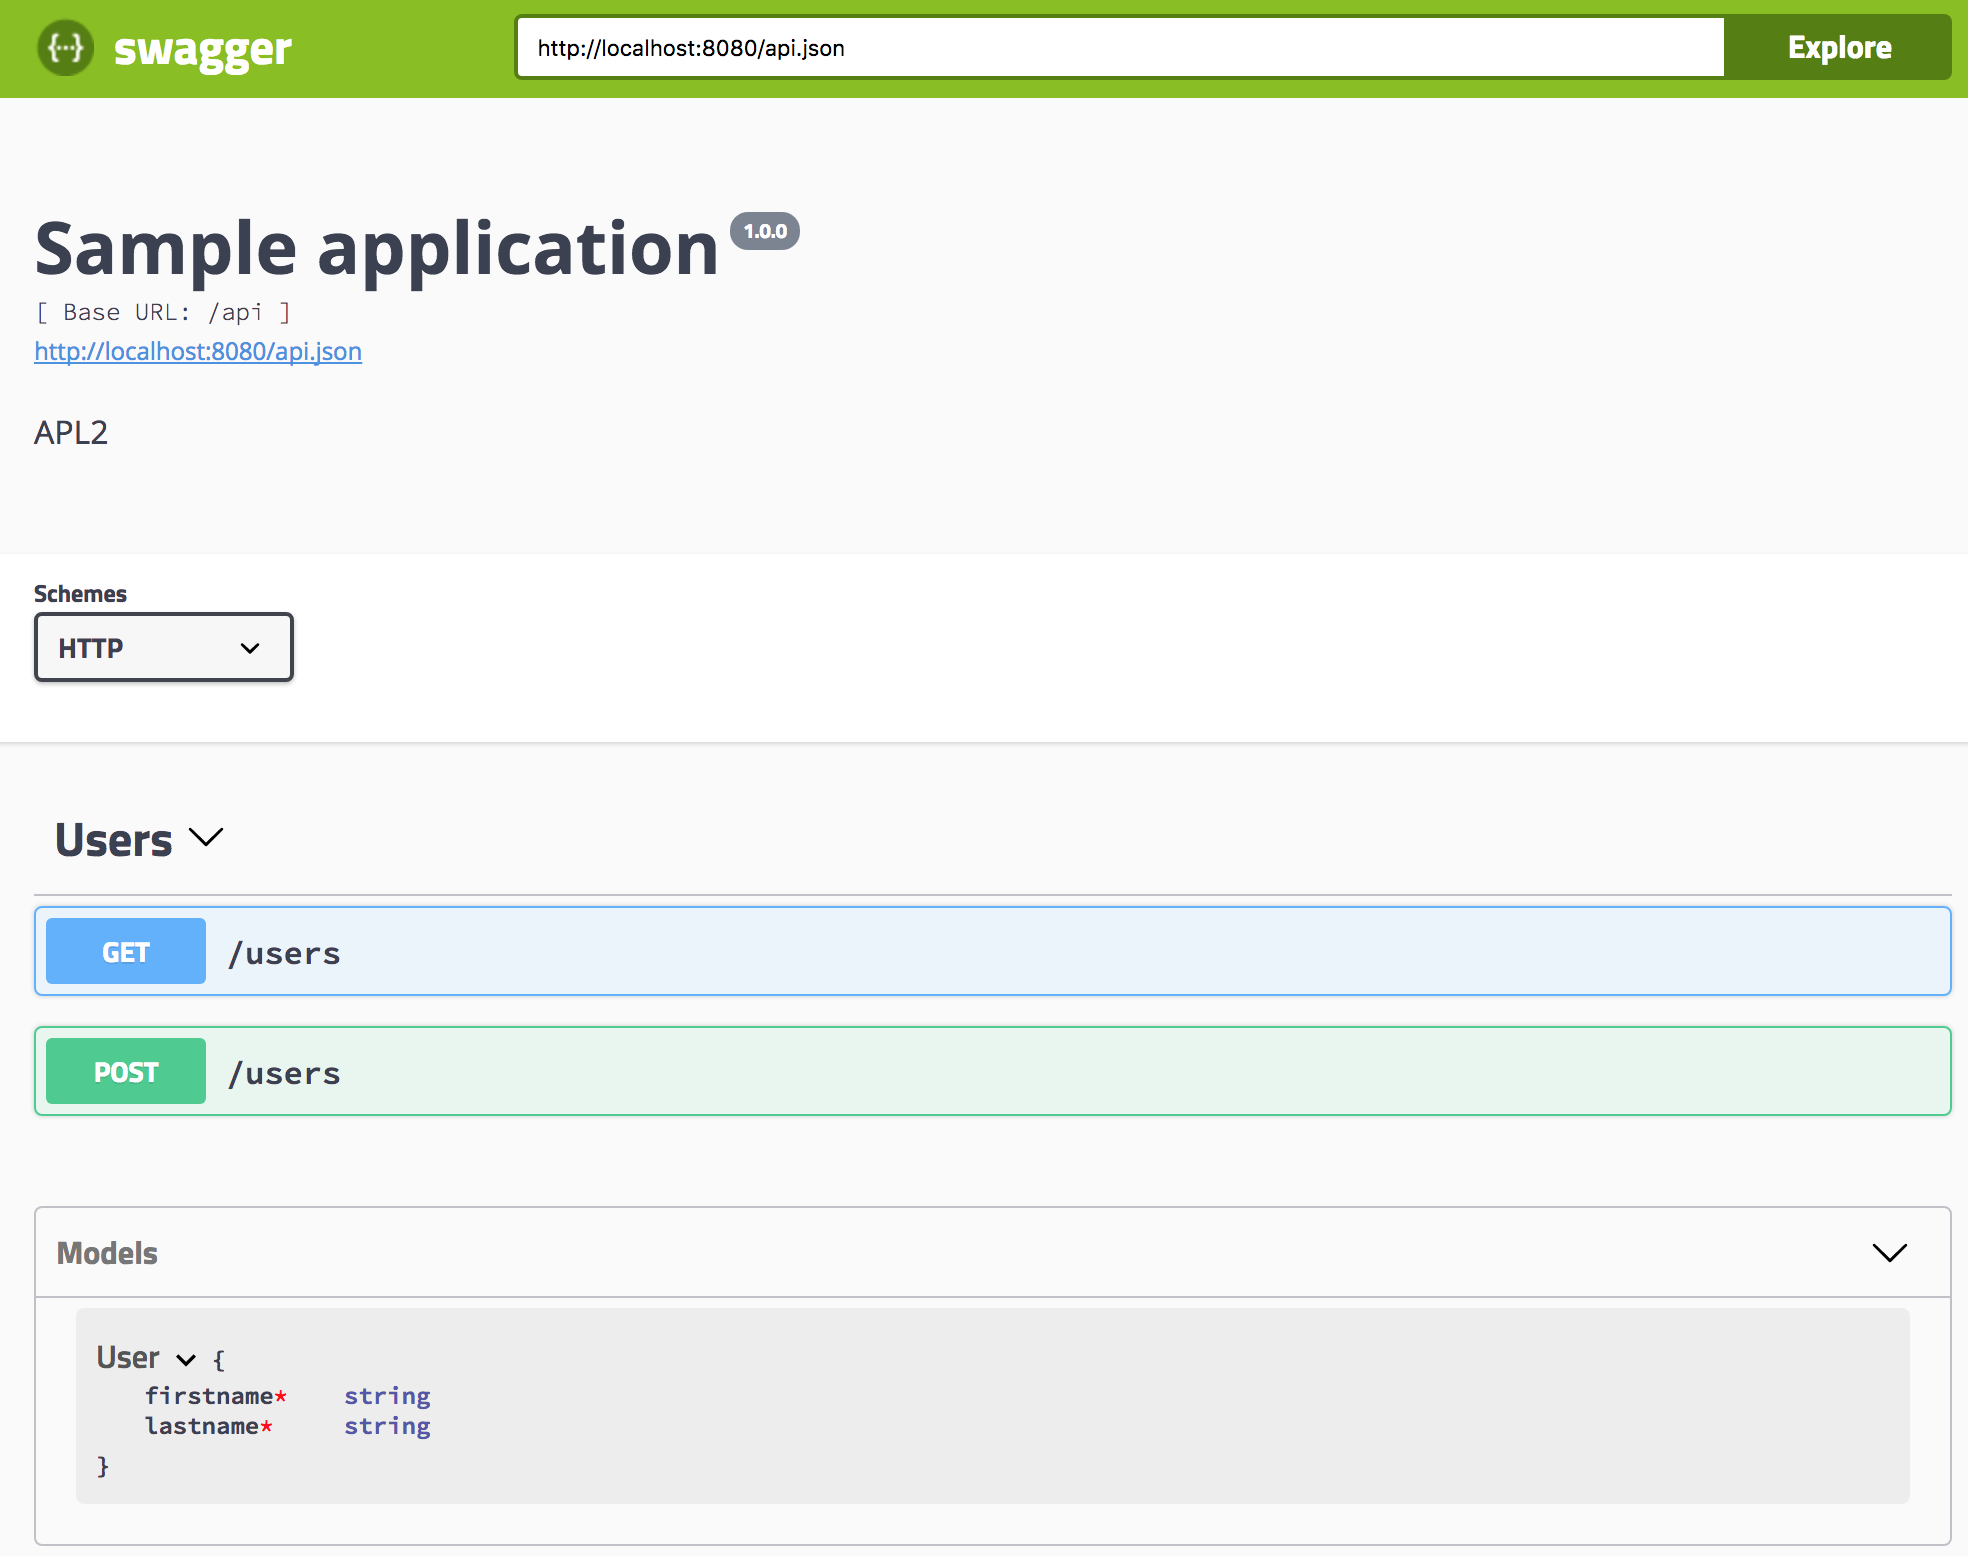 {···} swagger http://localhost:8080/api.json Explore
Sample application 1.0.0
[ Base URL: /api ]
http://localhost:8080/api.json
APL2
Schemes
HTTP
Users
GET /users
POST /users
Models
User {
firstname* string
lastname* string
}